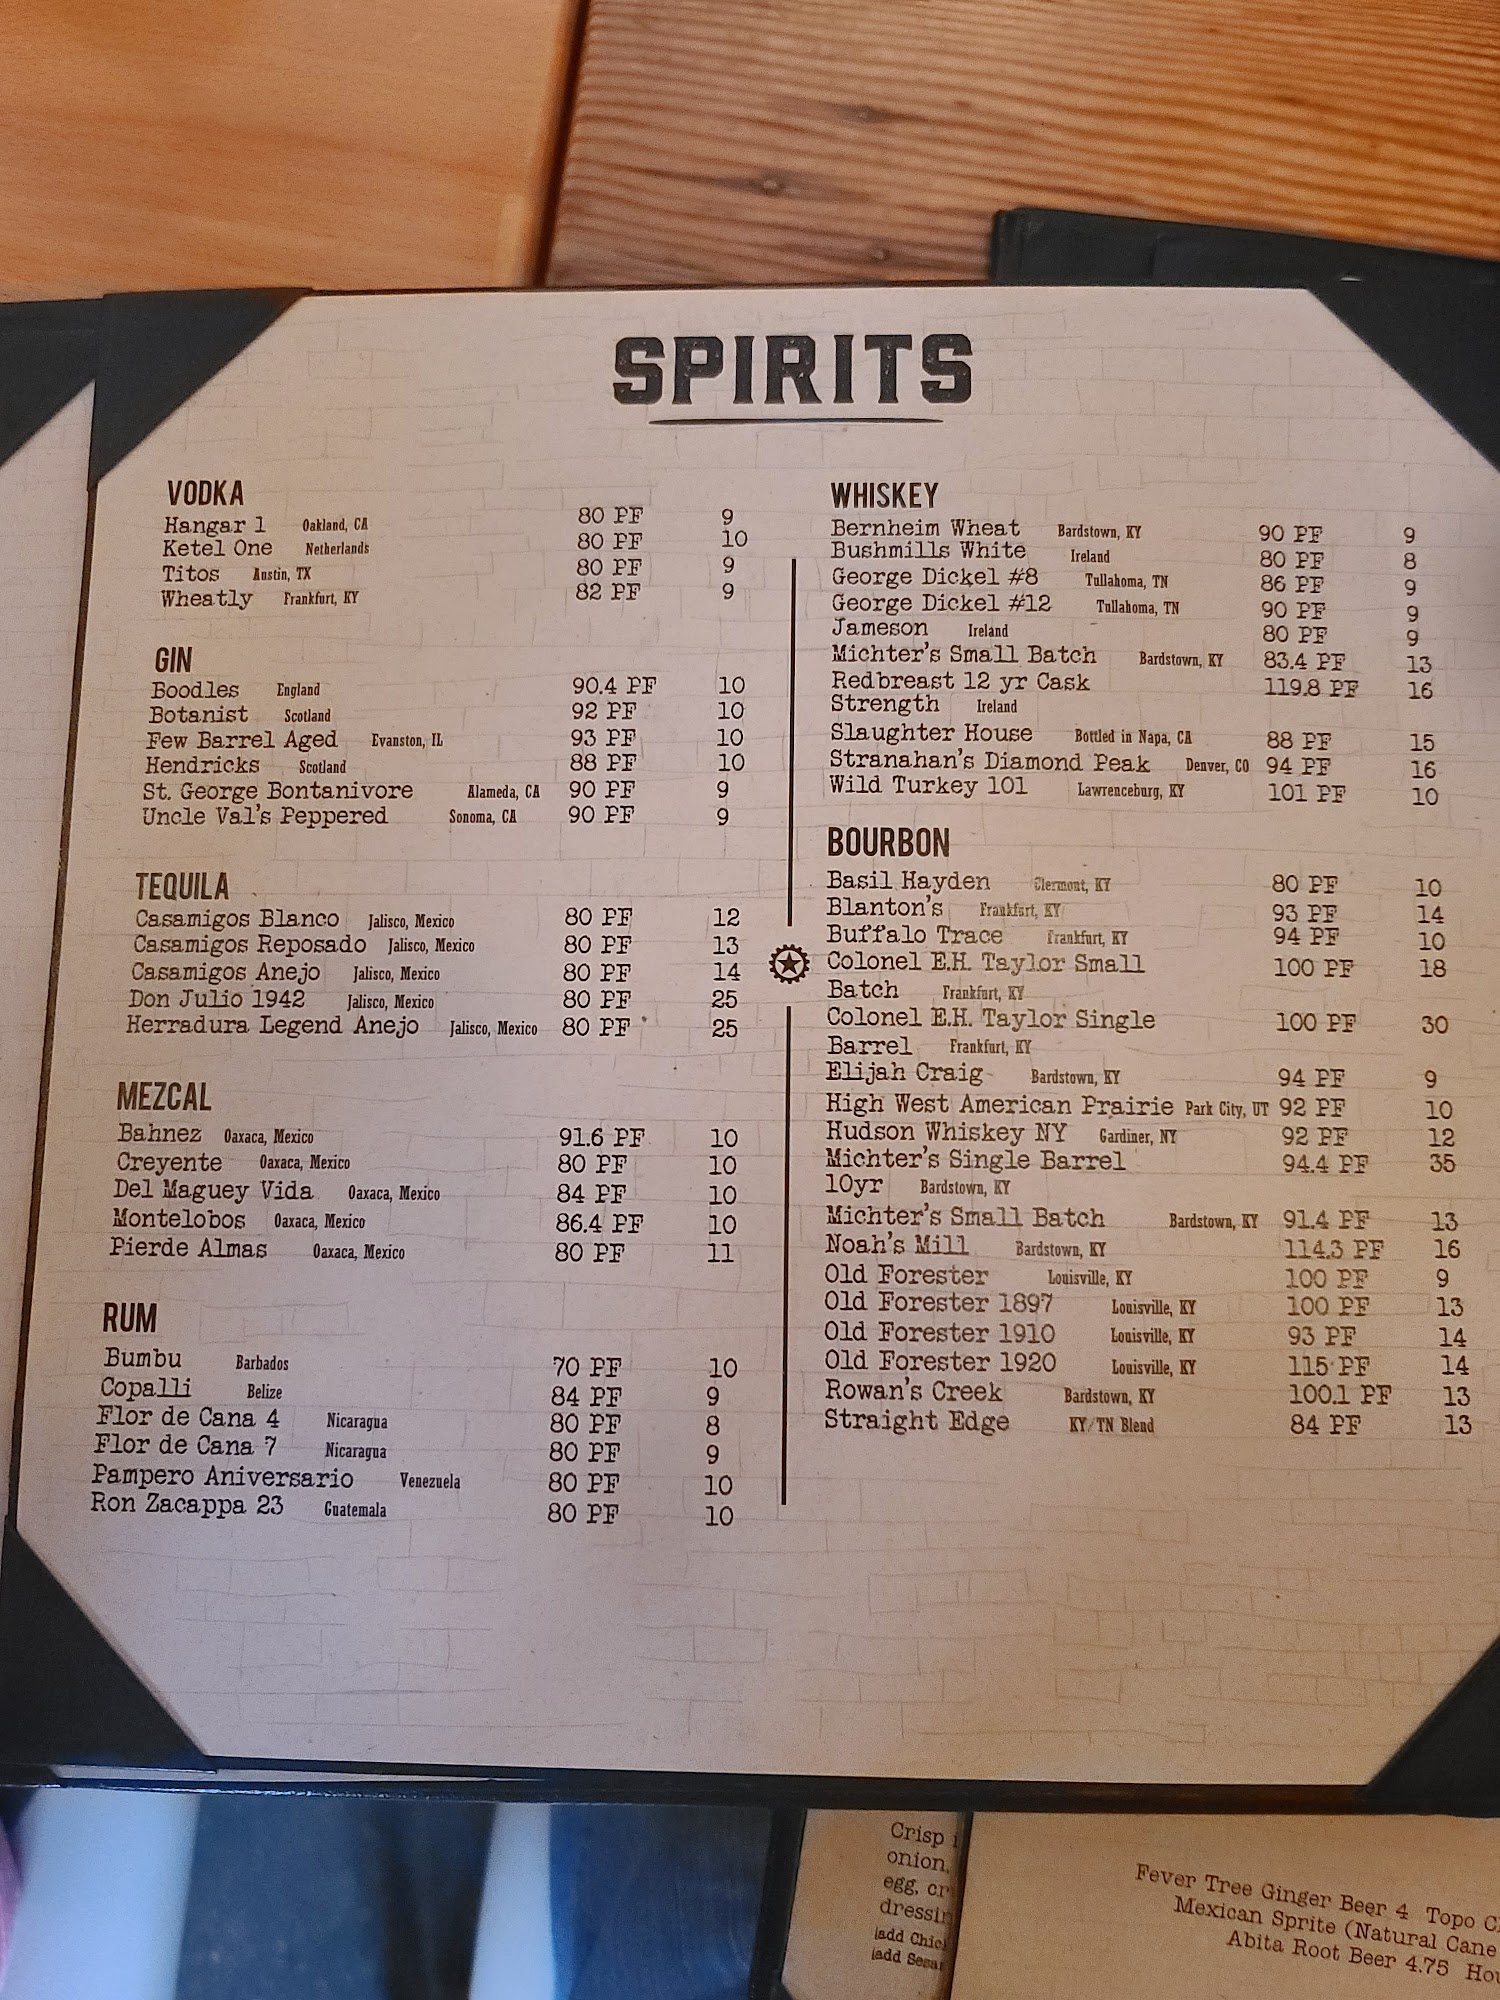 SPIRITS
VODKA
Hangar 1 Oakland, CA 80 PF 9
Ketel One Netherlands 80 PF 10
Titos Austin, TX 80 PF 9
Wheatly Frankfurt, KY 82 PF 9
GIN
Boodles England 90.4 PF 10
Botanist Scotland 92 PF 10
Few Barrel Aged Evanston, IL 93 PF 10
Hendricks Scotland 88 PF 10
St. George Bontanivore Alameda, CA 90 PF 9
Uncle Val's Peppered Sonoma, CA 90 PF 9
TEQUILA
Casamigos Blanco Jalisco, Mexico 80 PF 12
Casamigos Reposado Jalisco, Mexico 80 PF 13
Casamigos Anejo Jalisco, Mexico 80 PF 14
Don Julio 1942 Jalisco, Mexico 80 PF 25
Herradura Legend Anejo Jalisco, Mexico 80 PF 25
MEZCAL
Bahnez Oaxaca, Mexico 91.6 PF 10
Creyente Oaxaca, Mexico 80 PF 10
Del Maguey Vida Oaxaca, Mexico 84 PF 10
Montelobos Oaxaca, Mexico 86.4 PF 10
Pierde Almas Oaxaca, Mexico 80 PF 11
RUM
Bumbu Barbados 70 PF 10
Copalli Belize 84 PF 9
Flor de Cana 4 Nicaragua 80 PF 8
Flor de Cana 7 Nicaragua 80 PF 9
Pampero Aniversario Venezuela 80 PF 10
Ron Zacappa 23 Guatemala 80 PF 10
WHISKEY
Bernheim Wheat Bardstown, KY 90 PF 9
Bushmills White Ireland 80 PF 8
George Dickel #8 Tullahoma, TN 86 PF 9
George Dickel #12 Tullahoma, TN 90 PF 9
Jameson Ireland 80 PF 9
Michter's Small Batch Bardstown, KY 83.4 PF 13
Redbreast 12 yr Cask 119.8 PF 16
Strength Ireland
Slaughter House Bottled in Napa, CA 88 PF 15
Stranahan's Diamond Peak Denver, CO 94 PF 16
Wild Turkey 101 Lawrenceburg, KY 101 PF 10
BOURBON
Basil Hayden Clermont, KY 80 PF 10
Blanton's Frankfurt, KY 93 PF 14
Buffalo Trace Frankfurt, KY 94 PF 10
Colonel E.H. Taylor Small 100 PF 18
Batch Frankfurt, KY
Colonel E.H. Taylor Single 100 PF 30
Barrel Frankfurt, KY
Elijah Craig Bardstown, KY 94 PF 9
High West American Prairie Park City, UT 92 PF 10
Hudson Whiskey NY Gardiner, NY 92 PF 12
Michter's Single Barrel 94.4 PF 35
10yr Bardstown, KY
Michter's Small Batch Bardstown, KY 91.4 PF 13
Noah's Mill Bardstown, KY 114.3 PF 16
Old Forester Louisville, KY 100 PF 9
Old Forester 1897 Louisville, KY 100 PF 13
Old Forester 1910 Louisville, KY 93 PF 14
Old Forester 1920 Louisville, KY 115 PF 14
Rowan's Creek Bardstown, KY 100.1 PF 13
Straight Edge KY/TN Blend 84 PF 13
Crisp
onion,
egg,
(add
(add
Fever Tree Ginger Beer 4 Topo
Mexican Sprite (Natural Cane
Abita Root Beer 4.75